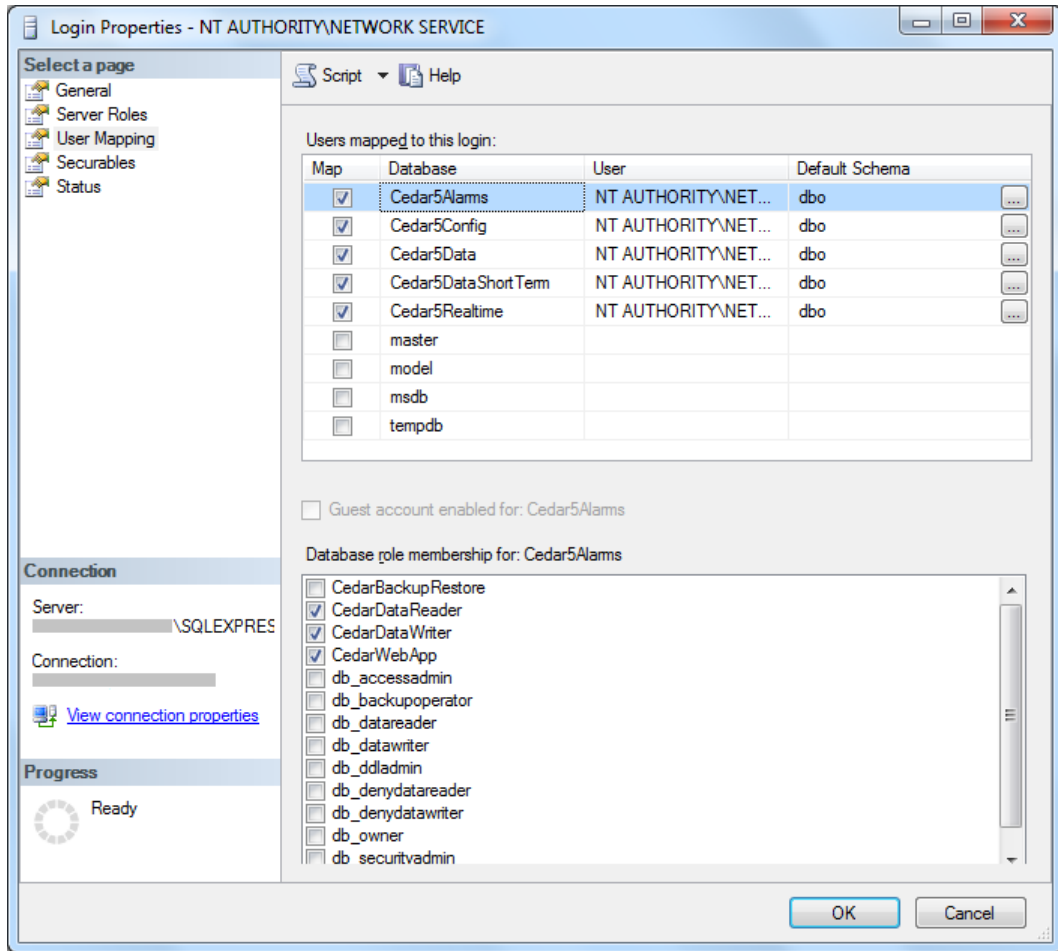 Login Properties - NT AUTHORITY\NETWORK SERVICE
Select a page
General
Server Roles
User Mapping
Securables
Status
Script Help
Users mapped to this login:
Map Database User Default Schema
Cedar5Alarms NT AUTHORITY\NET... dbo ...
Cedar5Config NT AUTHORITY\NET... dbo ...
Cedar5Data NT AUTHORITY\NET... dbo ...
Cedar5DataShortTerm NT AUTHORITY\NET... dbo ...
Cedar5Realtime NT AUTHORITY\NET... dbo ...
master
model
msdb
tempdb
Guest account enabled for: Cedar5Alarms
Database role membership for: Cedar5Alarms
CedarBackupRestore
CedarDataReader
CedarDataWriter
CedarWebApp
db_accessadmin
db_backupoperator
db_datareader
db_datawriter
db_ddladmin
db_denydatareader
db_denydatawriter
db_owner
db_securityadmin
Connection
Server:
\SQLEXPRES
Connection:
View connection properties
Progress
Ready
OK Cancel